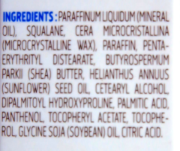 INGREDIENTS: PARAFFINUM LIQUIDUM (MINERAL
OIL), SQUALANE, CERA MICROCRISTALLINA
(MICROCRYSTALLINE WAX), PARAFFIN, PENTA-
ERYTHRITYL DISTEARATE, BUTYROSPERMUM
PARKII (SHEA) BUTTER, HELIANTHUS ANNUUS
(SUNFLOWER) SEED OIL, CETEARYL ALCOHOL,
DIPALMITOYL HYDROXYPROLINE, PALMITIC ACID,
PANTHENOL, TOCOPHERYL ACETATE, TOCOPHE-
ROL, GLYCINE SOJA (SOYBEAN) OIL, CITRIC ACID.